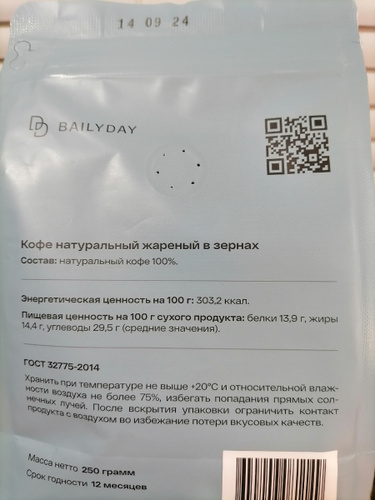 14 09 24
BAILYDAY
Кофе натуральный жареный в зернах
Состав: натуральный кофе 100%.
Энергетическая ценность на 100 г: 303,2 ккал.
Пищевая ценность на 100 г сухого продукта: белки 13,9 г, жиры
14,4 г, углеводы 29,5 г (средние значения).
ГОСТ 32775-2014
Хранить при температуре не выше +20°С и относительной влаж-
ности воздуха не более 75%, избегать попадания прямых сол-
нечных лучей. После вскрытия упаковки ограничить контакт
продукта с воздухом во избежание потери вкусовых качеств.
Масса нетто 250 грамм
Срок годности 12 месяцев